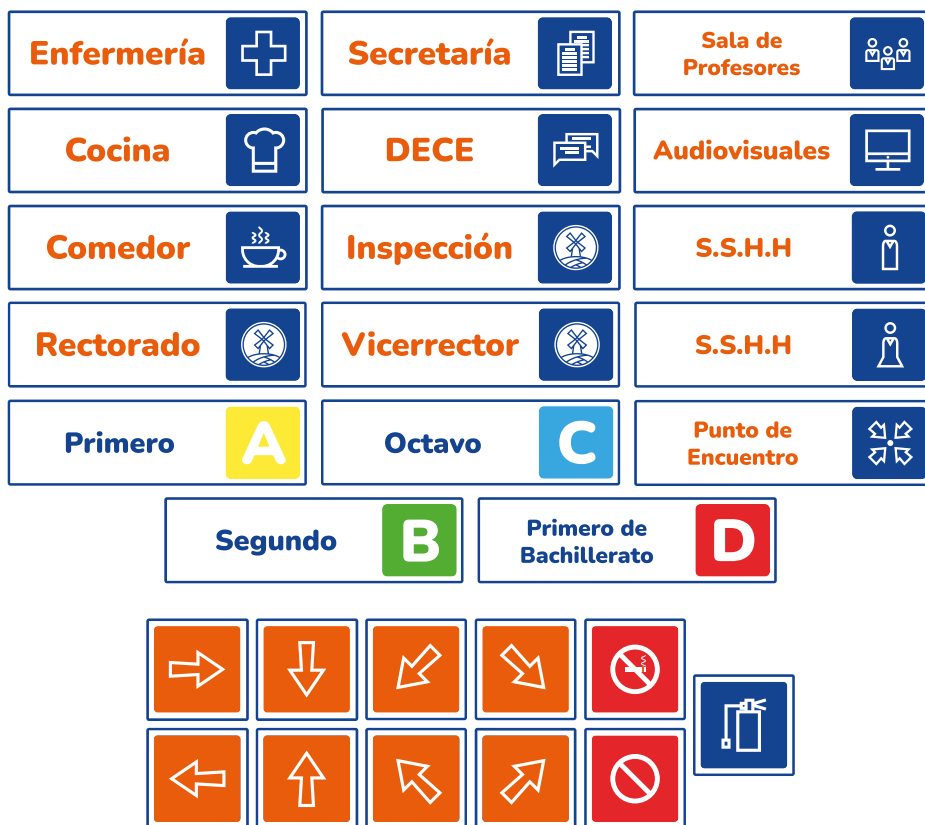 Enfermería
Secretaría
Sala de
Profesores
Cocina
DECE
Audiovisuales
Comedor
Inspección
S.S.H.H
Rectorado
Vicerrector
S.S.H.H
Primero
A
Octavo
C
Punto de
Encuentro
Segundo
B
Primero de
Bachillerato
D